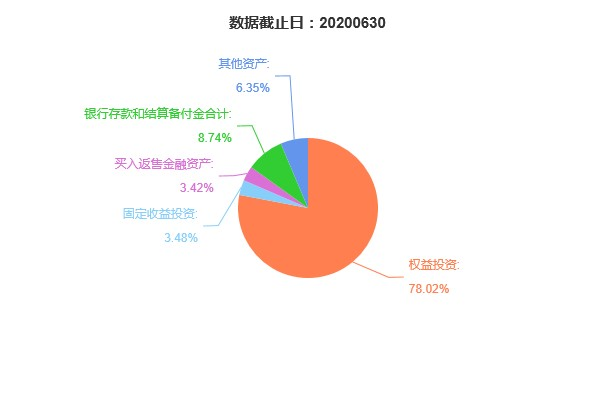 数据截止日：20200630
其他资产:
6.35%
银行存款和结算备付金合计:
8.74%
买入返售金融资产:
3.42%
固定收益投资:
3.48%
权益投资:
78.02%